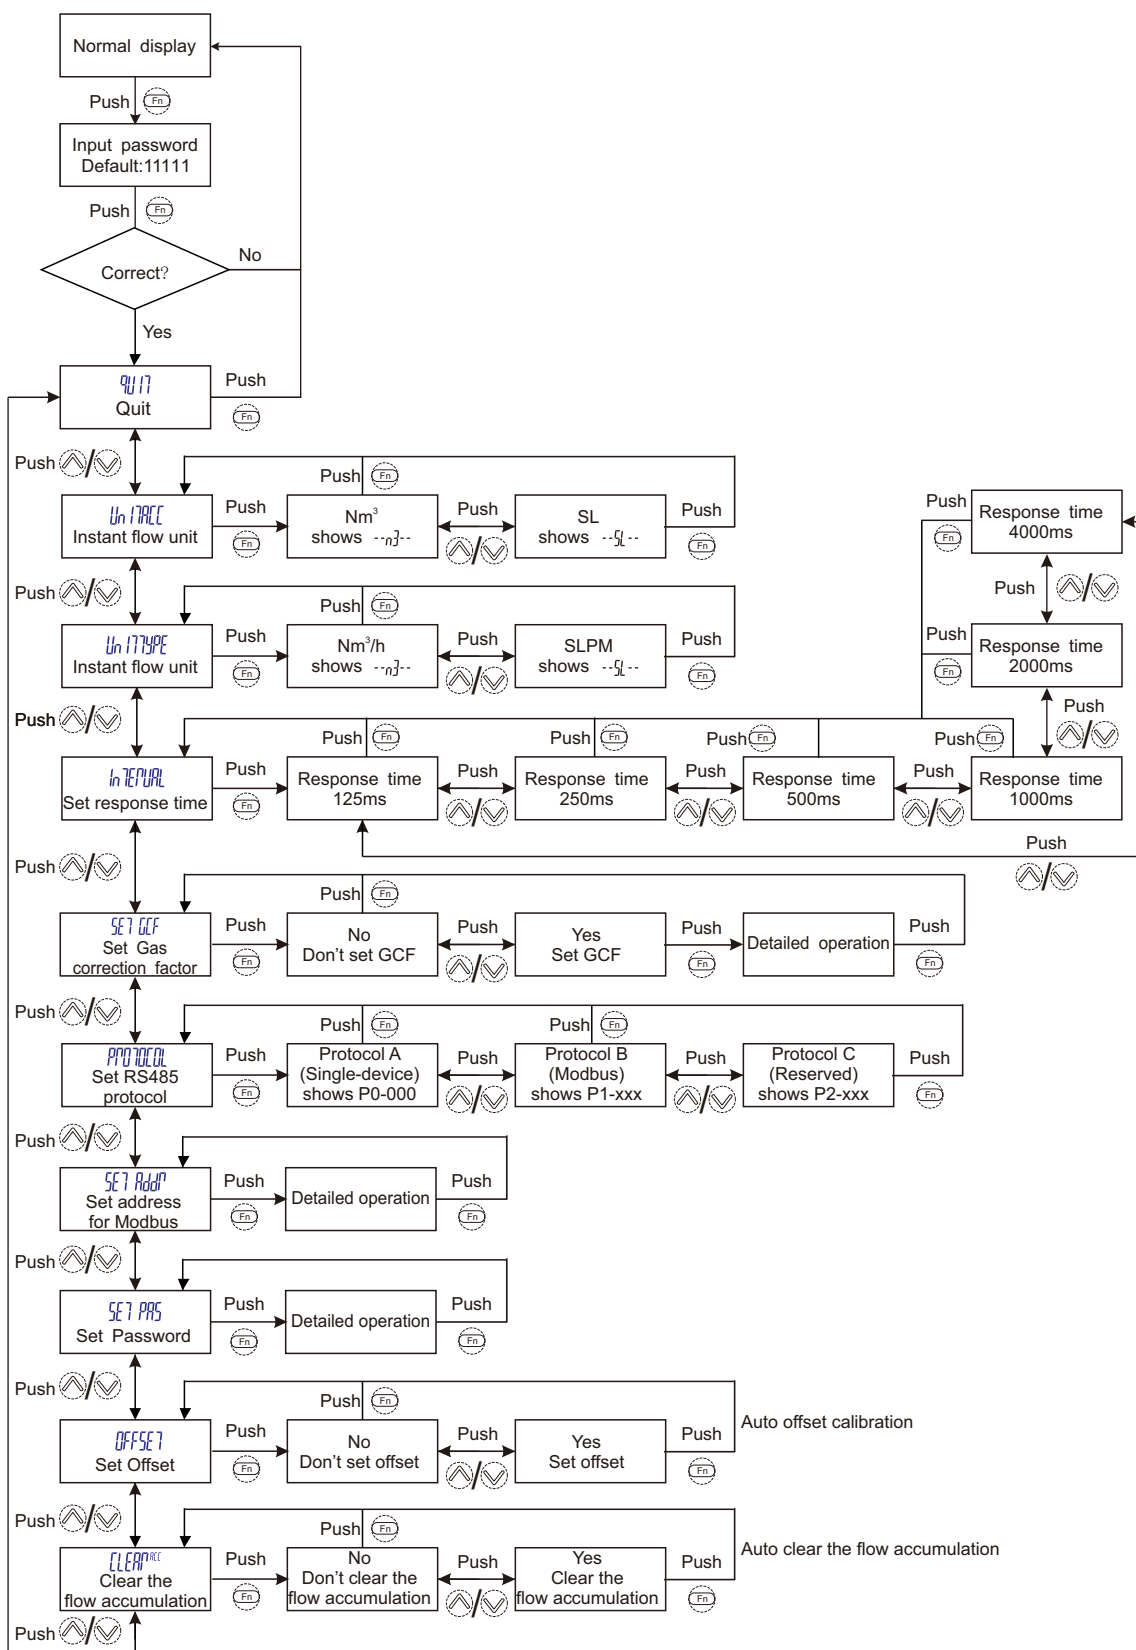 Normal display
Push Fn
Input password
Default:11111
Push Fn
Correct?
No
Yes
QUIT
Quit
Push
Fn
Push /
UnITACC
Instant flow unit
Push
Fn
Nm³
shows --n3--
Push Fn
Push
/
SL
shows --SL--
Push
Fn
Push /
UnITTYPE
Instant flow unit
Push
Fn
Nm³/h
shows --n3--
Push Fn
Push
/
SLPM
shows --SL--
Push
Fn
Push /
InTERVAL
Set response time
Push
Fn
Response time
125ms
Push Fn
Push
/
Response time
250ms
Push Fn
Push
/
Response time
500ms
Push Fn
Push
/
Response time
1000ms
Push Fn
Push
/
Response time
2000ms
Push
Fn
Push /
Response time
4000ms
Push
Fn
Push
/
Push /
SET GCF
Set Gas
correction factor
Push
Fn
No
Don't set GCF
Push Fn
Push
/
Yes
Set GCF
Push
Fn
Detailed operation
Push
Fn
Push /
PROTOCOL
Set RS485
protocol
Push
Fn
Protocol A
(Single-device)
shows P0-000
Push Fn
Push
/
Protocol B
(Modbus)
shows P1-xxx
Push Fn
Push
/
Protocol C
(Reserved)
shows P2-xxx
Push
Fn
Push /
SET AddR
Set address
for Modbus
Push
Fn
Detailed operation
Push
Fn
Push /
SET PAS
Set Password
Push
Fn
Detailed operation
Push
Fn
Push /
OFFSET
Set Offset
Push
Fn
No
Don't set offset
Push Fn
Push
/
Yes
Set offset
Push
Fn
Auto offset calibration
Push /
CLEAR ACC
Clear the
flow accumulation
Push
Fn
No
Don't clear the
flow accumulation
Push Fn
Push
/
Yes
Clear the
flow accumulation
Push
Fn
Auto clear the flow accumulation
Push /